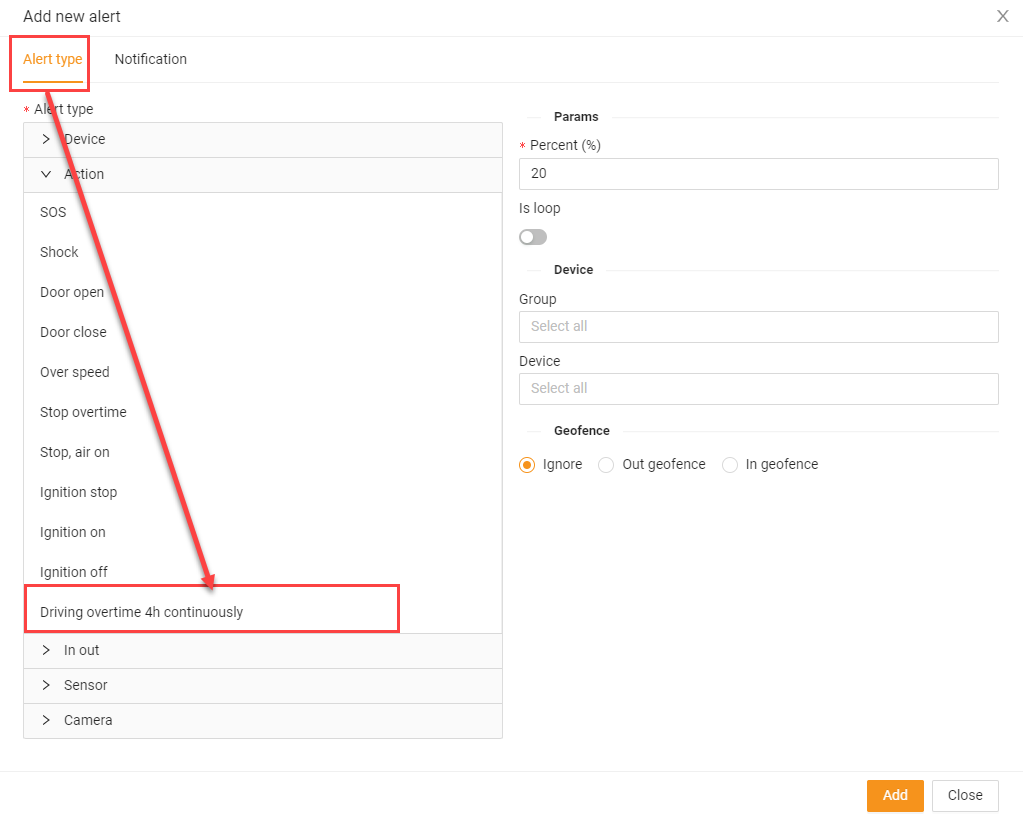 Add new alert
Alert type
Notification
* Alert type
Device
Action
SOS
Shock
Door open
Door close
Over speed
Stop overtime
Stop, air on
Ignition stop
Ignition on
Ignition off
Driving overtime 4h continuously
In out
Sensor
Camera
Params
* Percent (%)
20
Is loop
Device
Group
Select all
Device
Select all
Geofence
Ignore Out geofence In geofence
Add Close